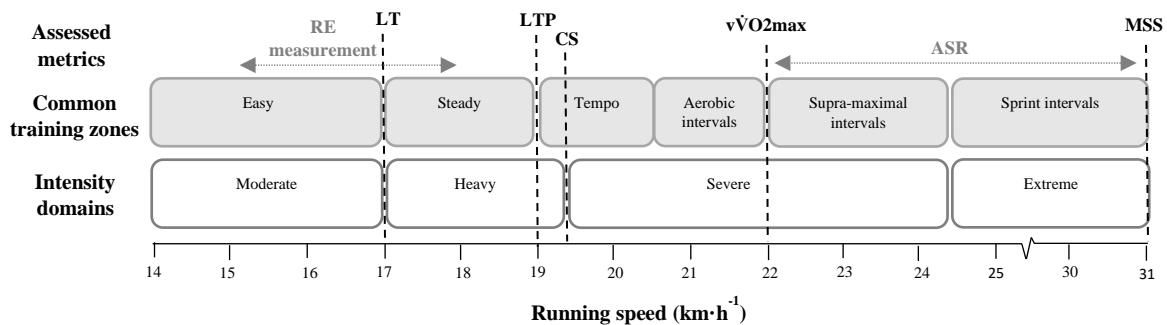 Assessed
metrics
RE
measurement
LT
LTP
CS
vV̇O2max
ASR
MSS
Common
training zones
Easy
Steady
Tempo
Aerobic
intervals
Supra-maximal
intervals
Sprint intervals
Intensity
domains
Moderate
Heavy
Severe
Extreme
14 15 16 17 18 19 20 21 22 23 24 25 30 31
Running speed (km·h⁻¹)